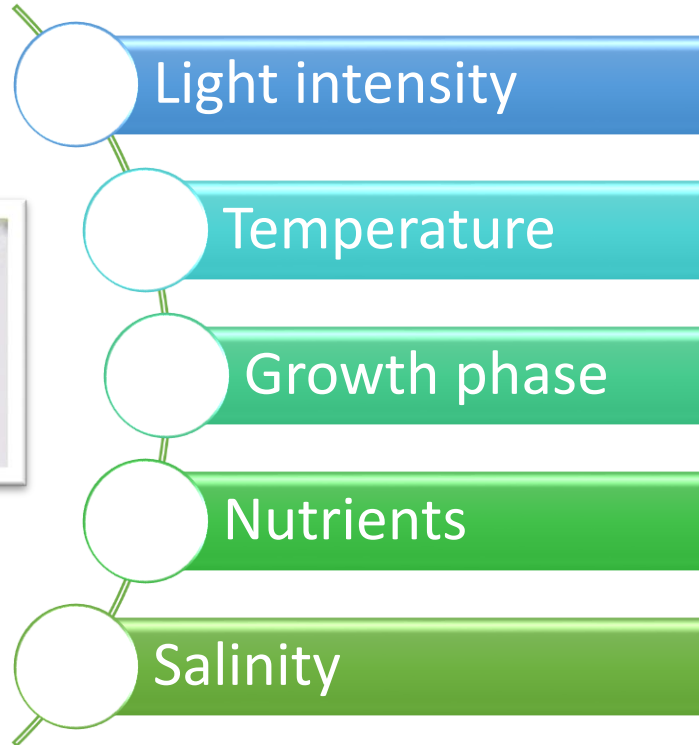 Light intensity
Temperature
Growth phase
Nutrients
Salinity